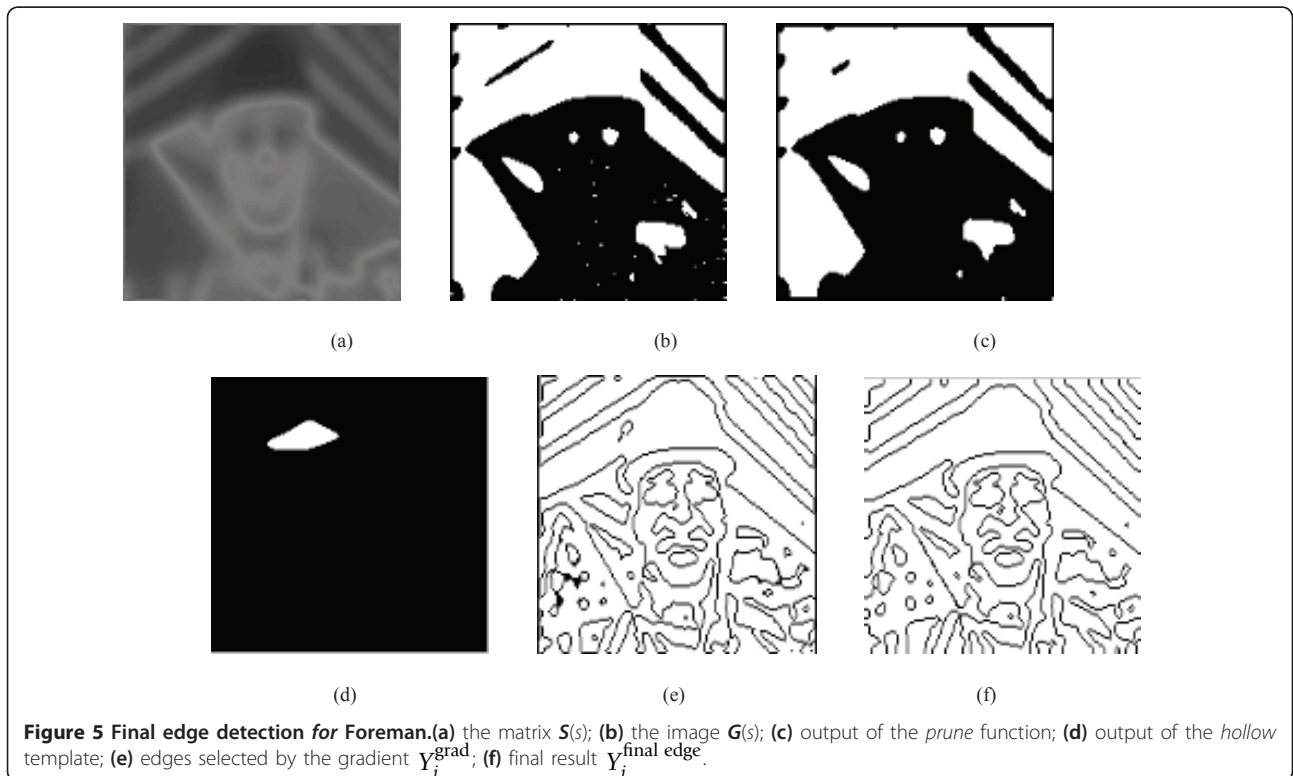 (a)
(b)
(c)
(d)
(e)
(f)
Figure 5 Final edge detection for Foreman.(a) the matrix S(s); (b) the image G(s); (c) output of the prune function; (d) output of the hollow
template; (e) edges selected by the gradient Y_i^grad; (f) final result Y_i^final edge.